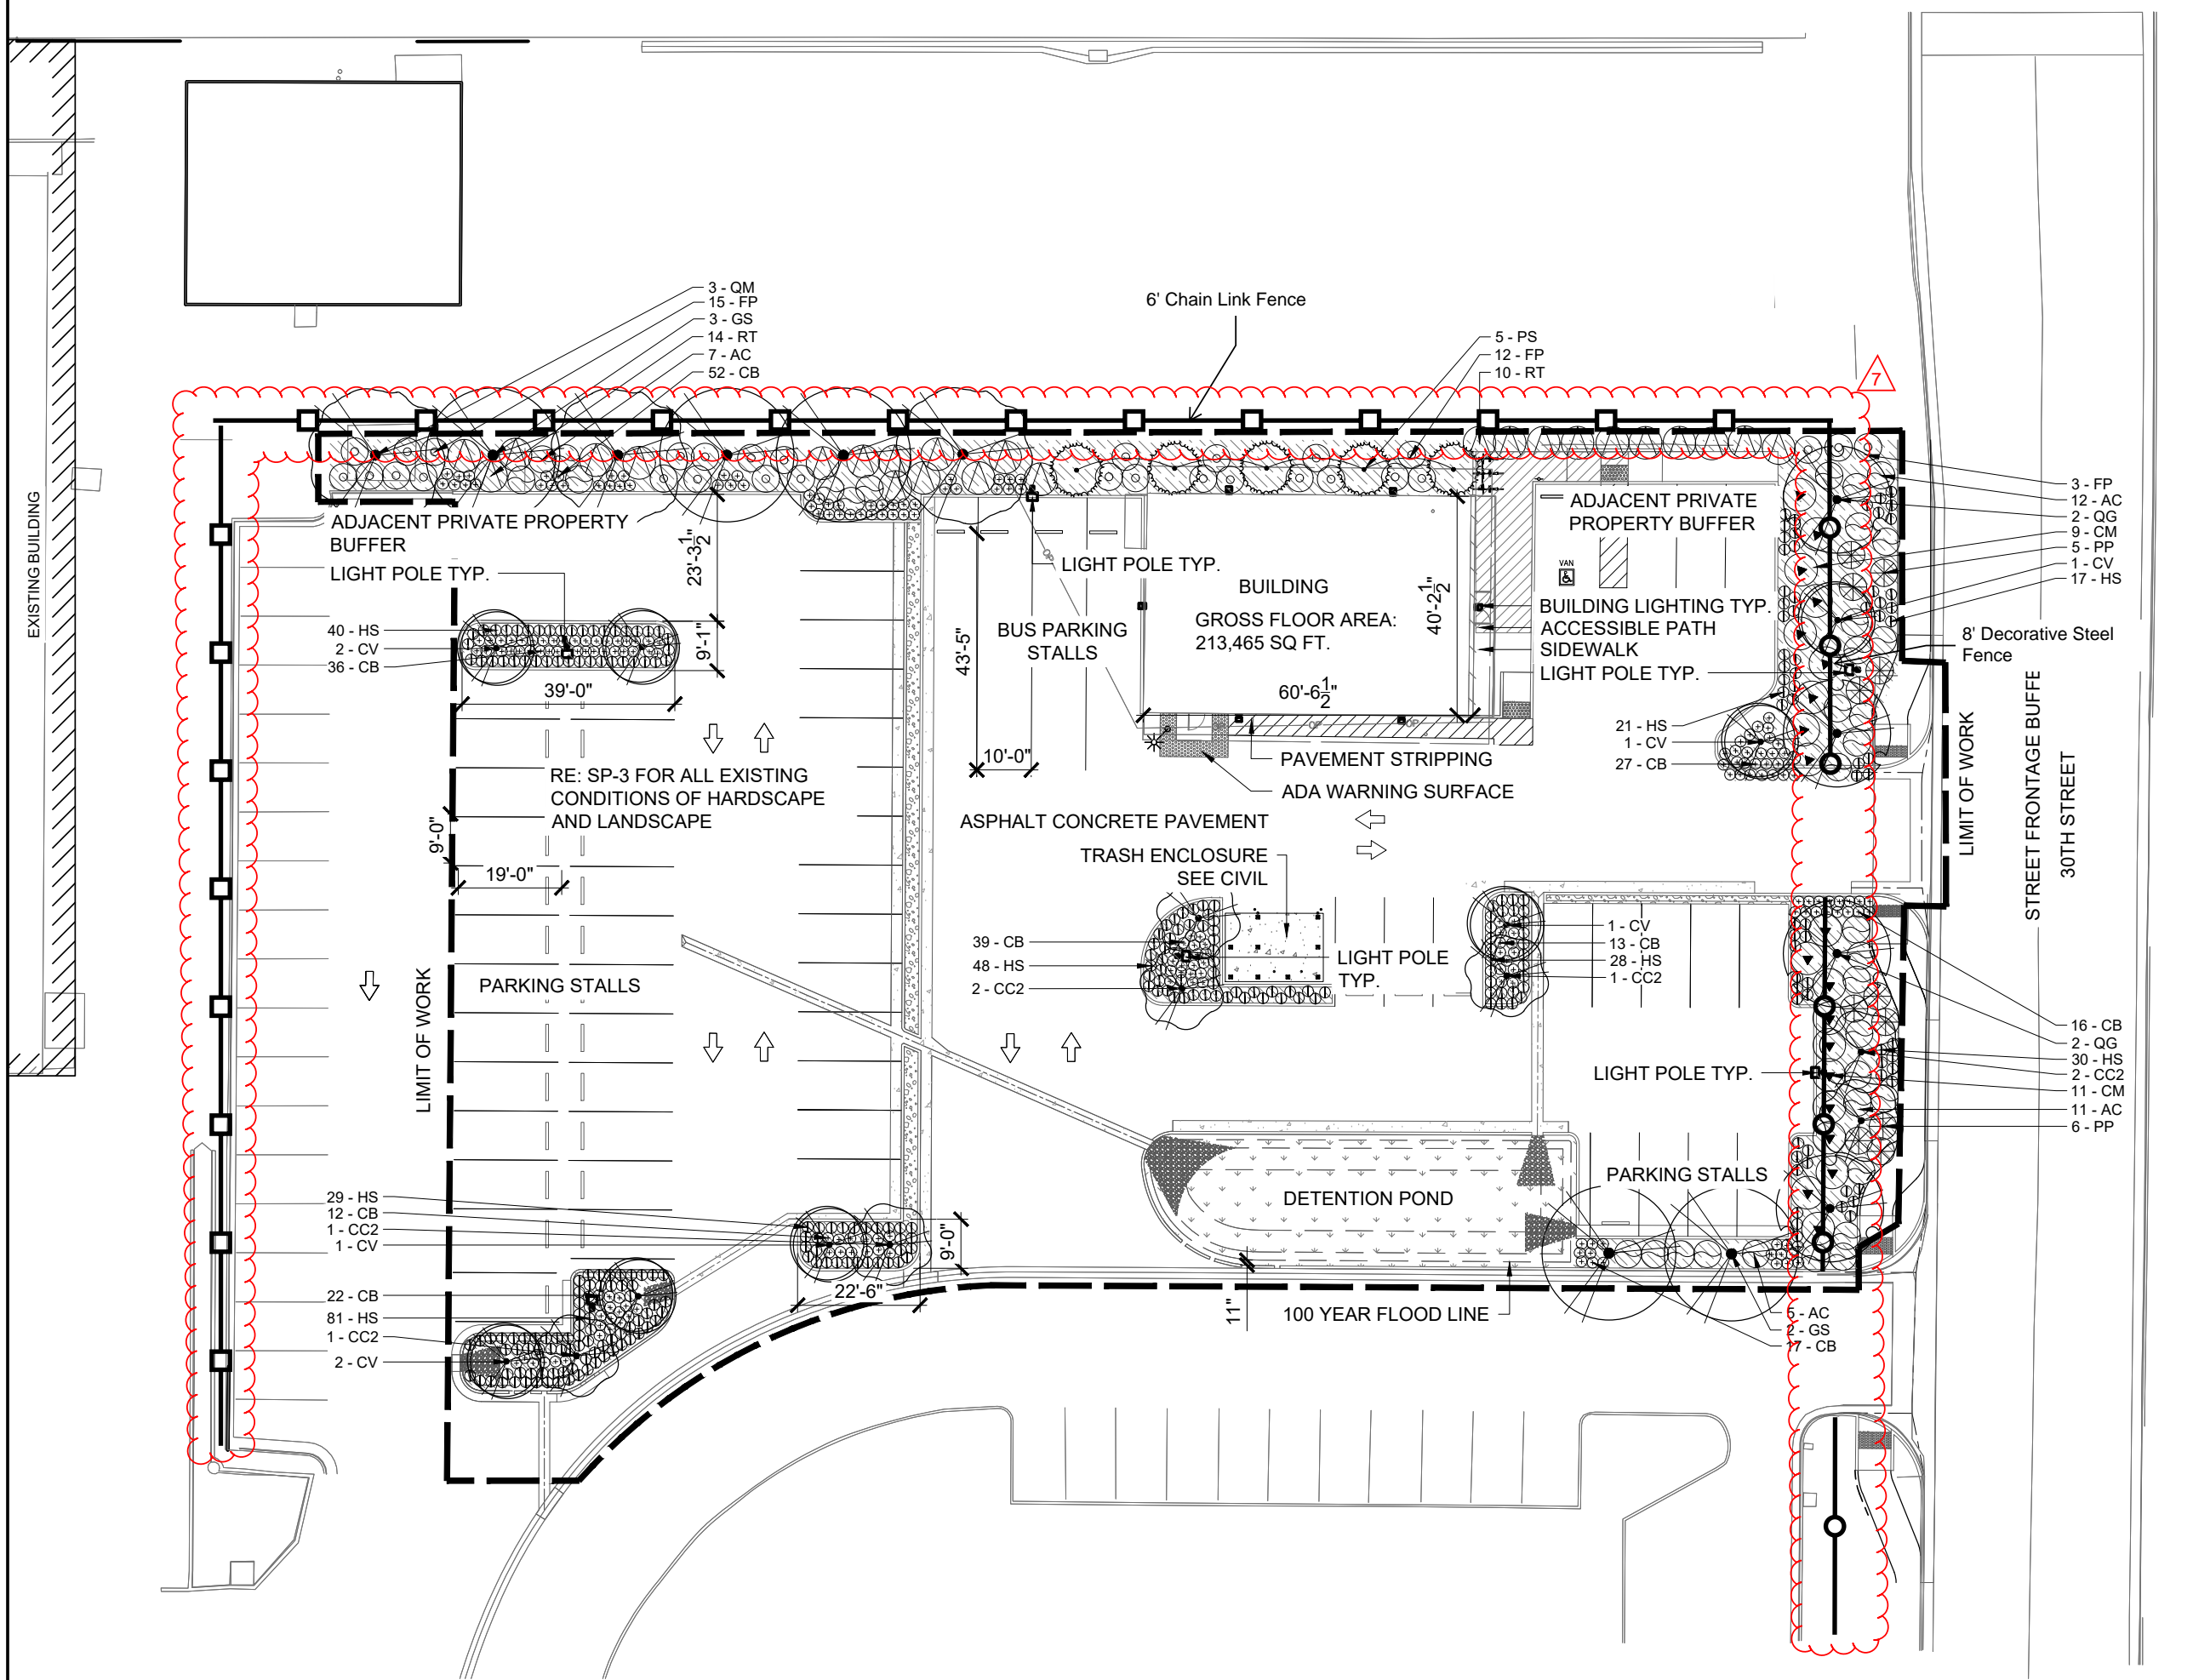 3 - QM
15 - FP
3 - GS
14 - RT
7 - AC
52 - CB
6' Chain Link Fence
5 - PS
12 - FP
10 - RT
7
3 - FP
12 - AC
2 - QG
9 - CM
5 - PP
1 - CV
17 - HS
8' Decorative Steel
Fence
EXISTING BUILDING
ADJACENT PRIVATE PROPERTY
BUFFER
LIGHT POLE TYP.
40 - HS
2 - CV
36 - CB
39'-0"
23'-3 1/2"
9'-1"
43'-5"
10'-0"
LIGHT POLE TYP.
BUS PARKING
STALLS
BUILDING
GROSS FLOOR AREA:
213,465 SQ FT.
40'-2 1/2"
60'-6 1/2"
ADJACENT PRIVATE
PROPERTY BUFFER
VAN
BUILDING LIGHTING TYP.
ACCESSIBLE PATH
SIDEWALK
LIGHT POLE TYP.
21 - HS
1 - CV
27 - CB
PAVEMENT STRIPPING
ADA WARNING SURFACE
RE: SP-3 FOR ALL EXISTING
CONDITIONS OF HARDSCAPE
AND LANDSCAPE
9'-0"
19'-0"
ASPHALT CONCRETE PAVEMENT
TRASH ENCLOSURE
SEE CIVIL
LIMIT OF WORK
STREET FRONTAGE BUFFE
30TH STREET
39 - CB
48 - HS
2 - CC2
LIGHT POLE
TYP.
1 - CV
13 - CB
28 - HS
1 - CC2
PARKING STALLS
LIMIT OF WORK
16 - CB
2 - QG
30 - HS
2 - CC2
11 - CM
11 - AC
6 - PP
LIGHT POLE TYP.
PARKING STALLS
DETENTION POND
29 - HS
12 - CB
1 - CC2
1 - CV
9'-0"
22'-6"
22 - CB
81 - HS
1 - CC2
2 - CV
11"
100 YEAR FLOOD LINE
5 - AC
2 - GS
17 - CB